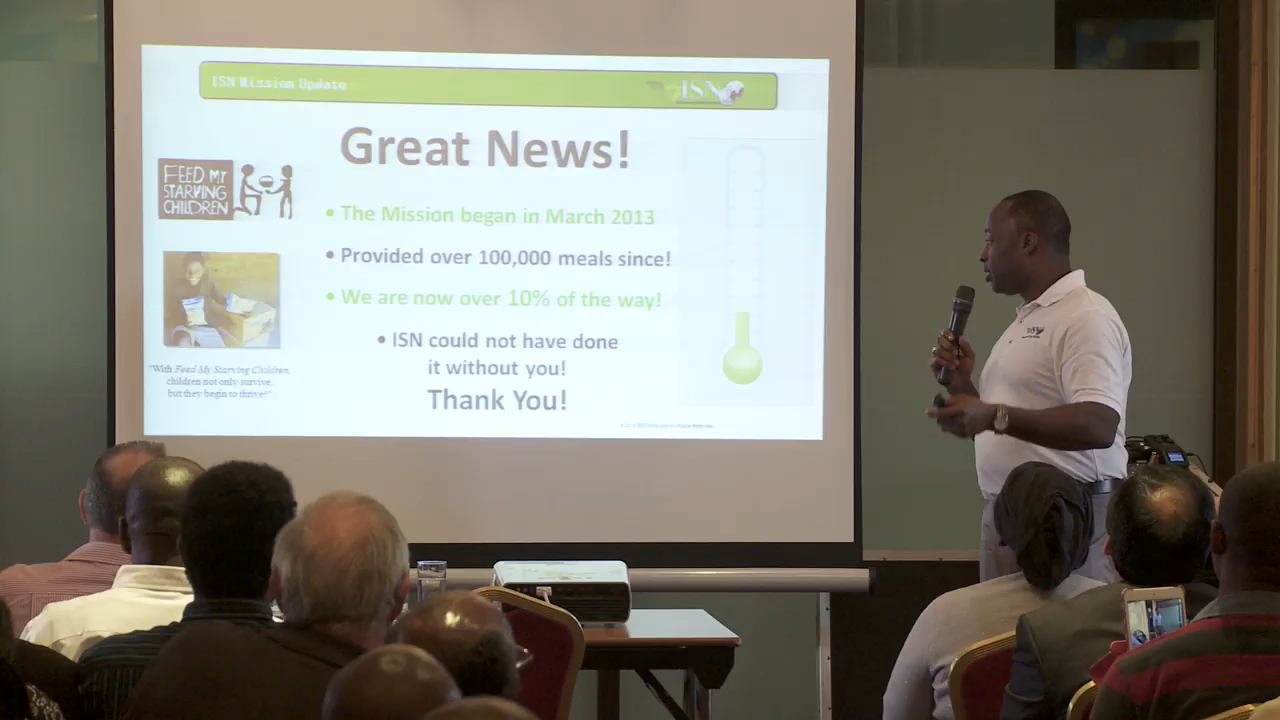 ISN Mission Update
ISN
Great News!
FEED MY
STARVING
CHILDREN
• The Mission began in March 2013
• Provided over 100,000 meals since!
• We are now over 10% of the way!
• ISN could not have done
it without you!
Thank You!
"With Feed My Starving Children,
children not only survive,
but they begin to thrive!"